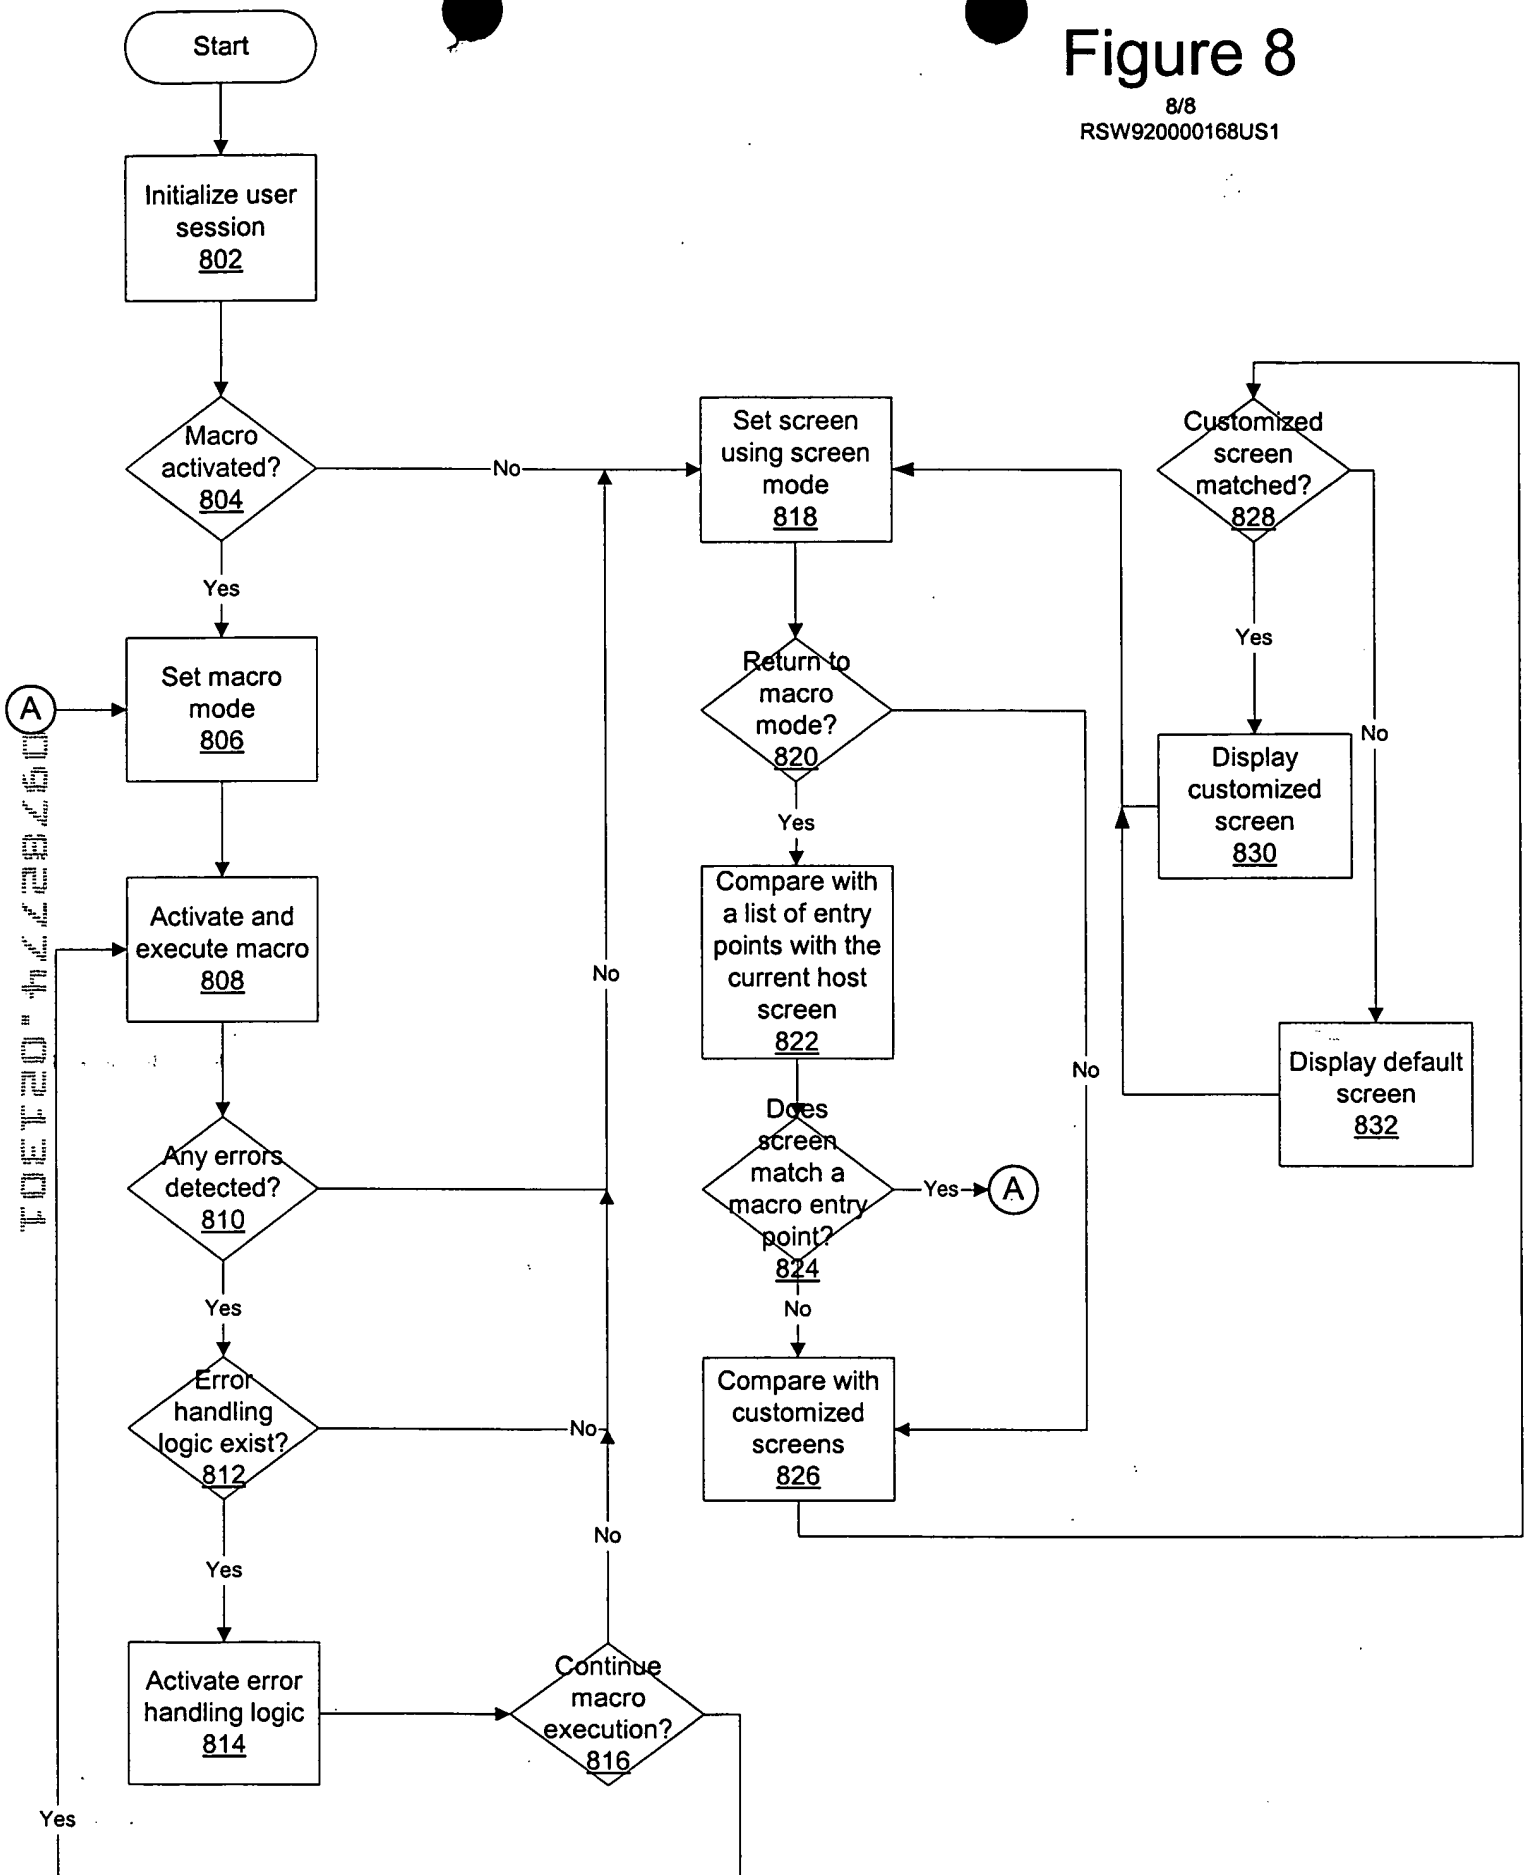 Figure 8
8/8
RSW920000168US1
Start
Initialize user
session
802
Macro
activated?
804
No
Yes
Set macro
mode
806
A
Activate and
execute macro
808
Any errors
detected?
810
No
Yes
Error
handling
logic exist?
812
No
Yes
Activate error
handling logic
814
Continue
macro
execution?
816
No
Yes
Set screen
using screen
mode
818
Return to
macro
mode?
820
Yes
No
Compare with
a list of entry
points with the
current host
screen
822
Does
screen
match a
macro entry
point?
824
Yes
A
No
Compare with
customized
screens
826
Customized
screen
matched?
828
Yes
No
Display
customized
screen
830
Display default
screen
832
09782774.021301